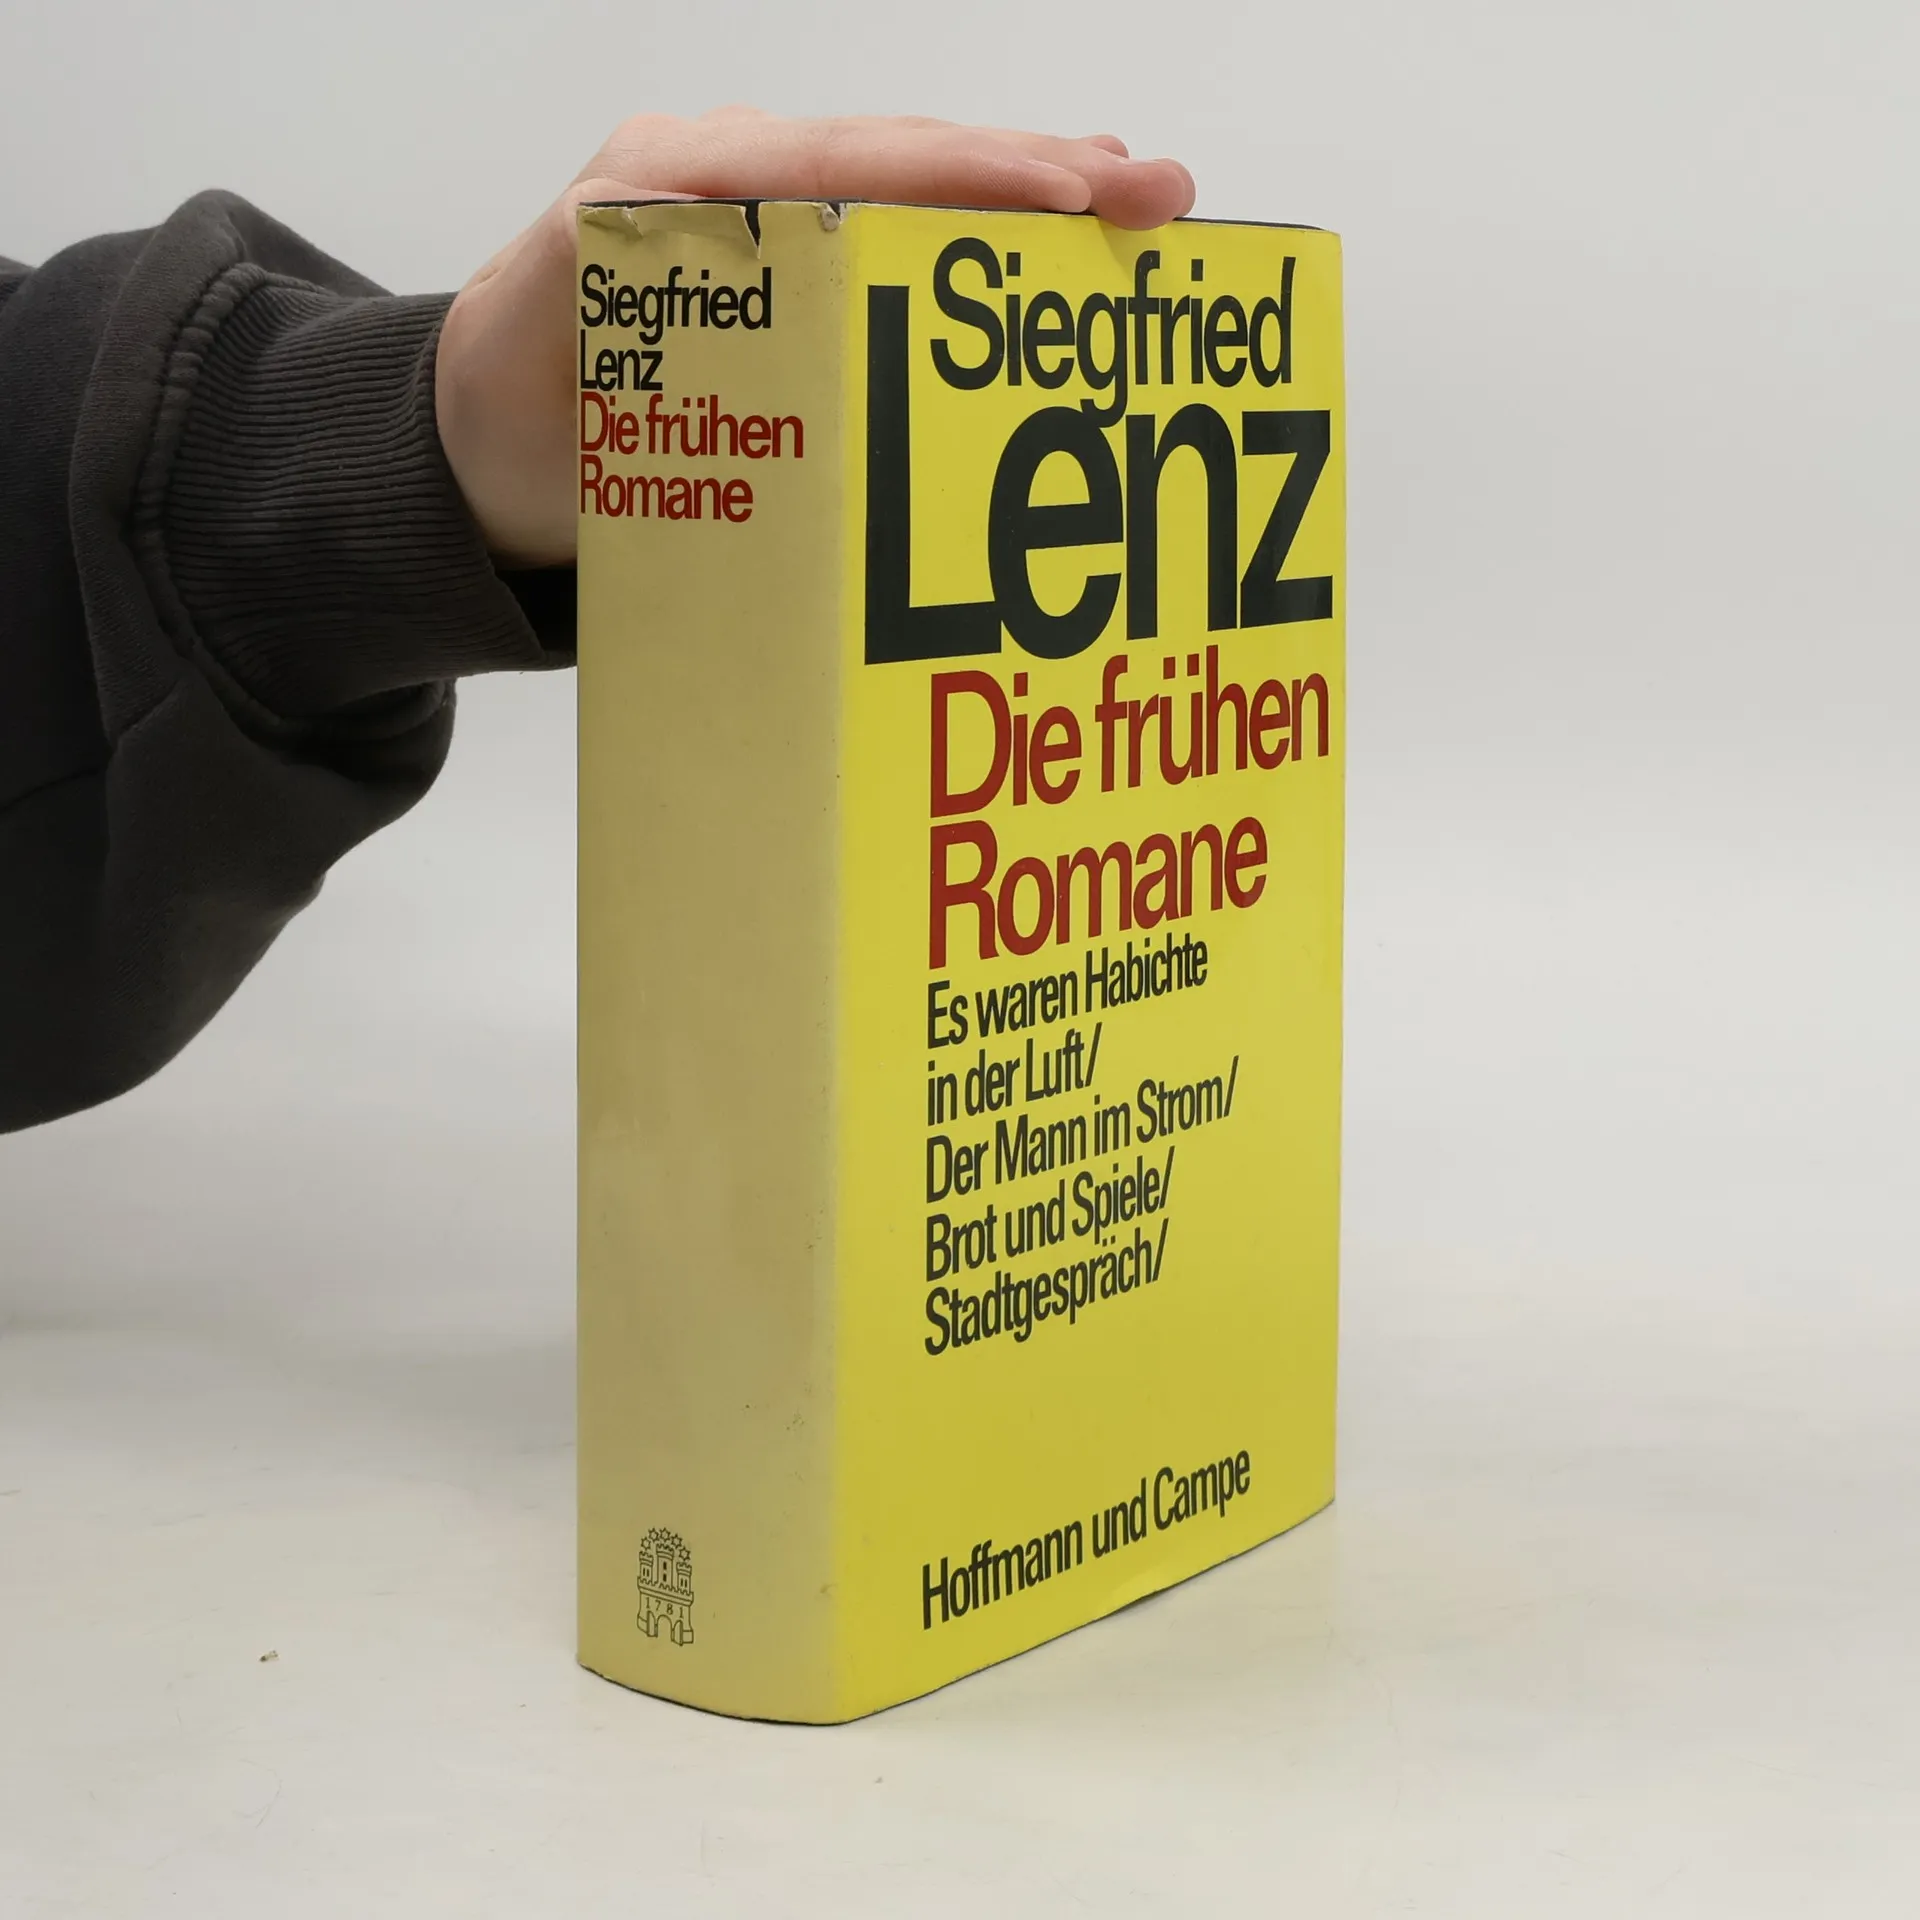 Siegfried
Lenz
Die frühen
Romane
1781
Siegfried
Lenz
Die frühen
Romane
Es waren Habichte
in der Luft/
Der Mann im Strom/
Brot und Spiele/
Stadtgespräch/
Hoffmann und Campe